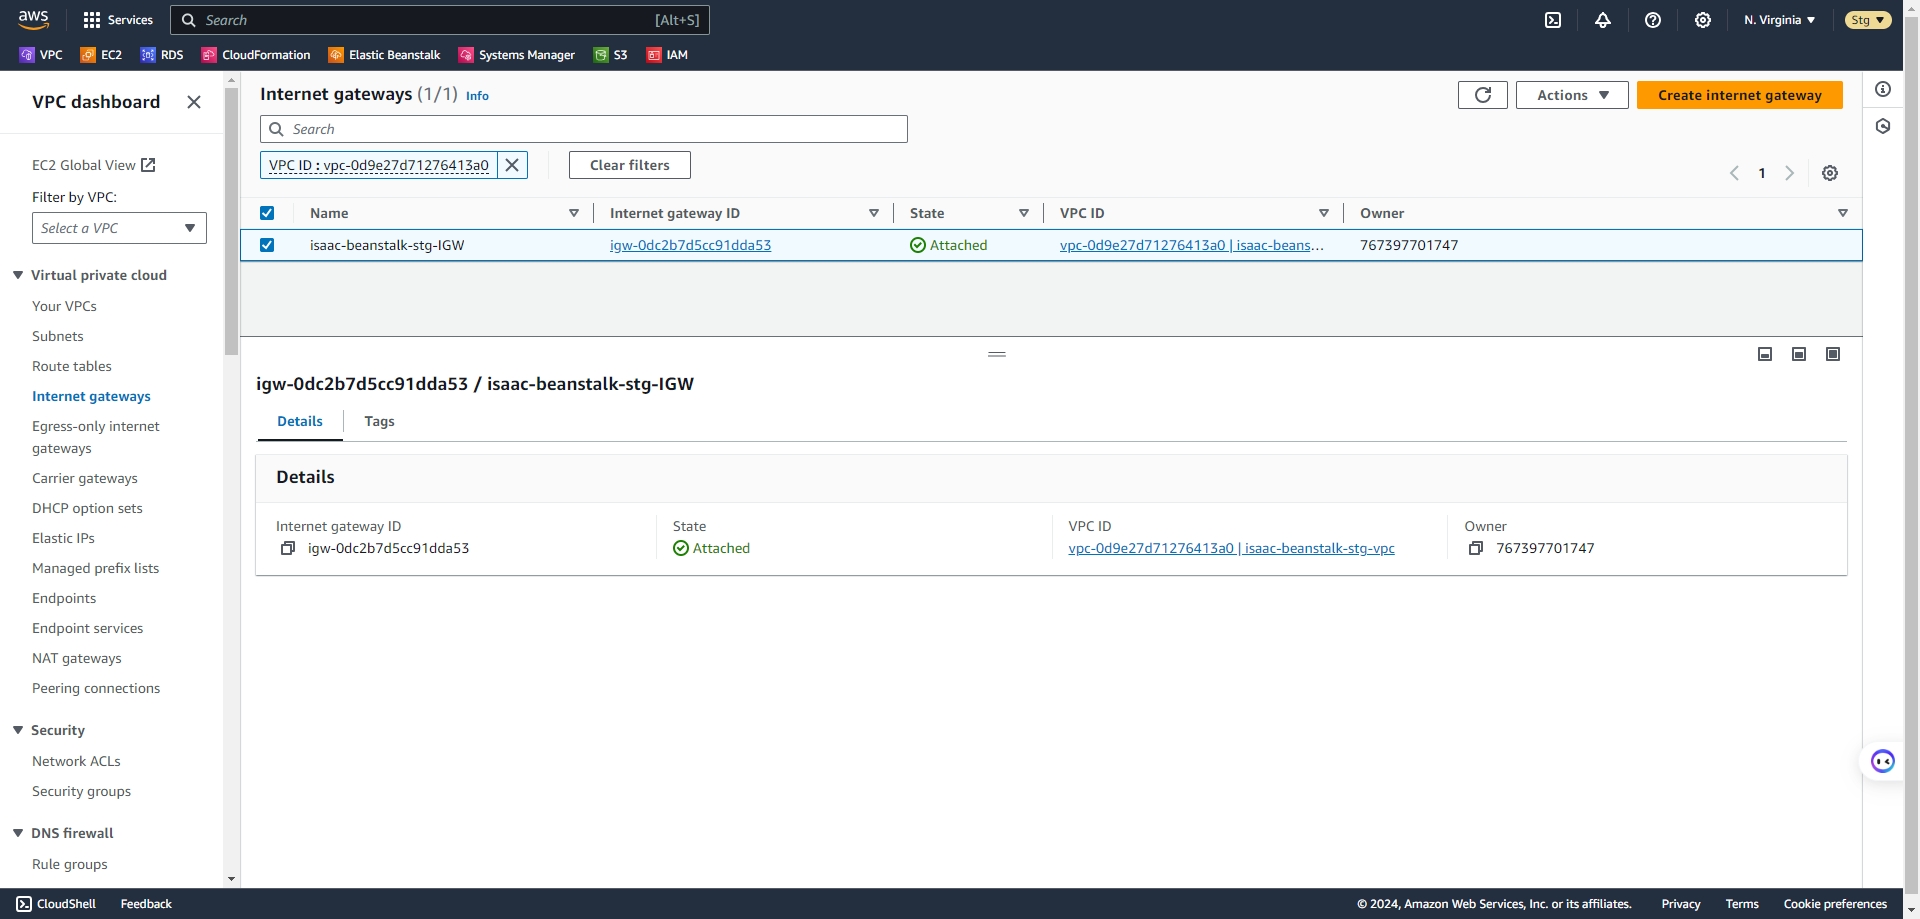 aws
Services
Search
[Alt+S]
N. Virginia
Stg
VPC
EC2
RDS
CloudFormation
Elastic Beanstalk
Systems Manager
S3
IAM
VPC dashboard
EC2 Global View
Filter by VPC:
Select a VPC
Virtual private cloud
Your VPCs
Subnets
Route tables
Internet gateways
Egress-only internet
gateways
Carrier gateways
DHCP option sets
Elastic IPs
Managed prefix lists
Endpoints
Endpoint services
NAT gateways
Peering connections
Security
Network ACLs
Security groups
DNS firewall
Rule groups
Internet gateways (1/1) Info
Actions
Create internet gateway
Search
VPC ID : vpc-0d9e27d71276413a0
Clear filters
1
Name
Internet gateway ID
State
VPC ID
Owner
isaac-beanstalk-stg-IGW
igw-0dc2b7d5cc91dda53
Attached
vpc-0d9e27d71276413a0 | isaac-beans...
767397701747
igw-0dc2b7d5cc91dda53 / isaac-beanstalk-stg-IGW
Details
Tags
Details
Internet gateway ID
igw-0dc2b7d5cc91dda53
State
Attached
VPC ID
vpc-0d9e27d71276413a0 | isaac-beanstalk-stg-vpc
Owner
767397701747
CloudShell
Feedback
© 2024, Amazon Web Services, Inc. or its affiliates.
Privacy
Terms
Cookie preferences